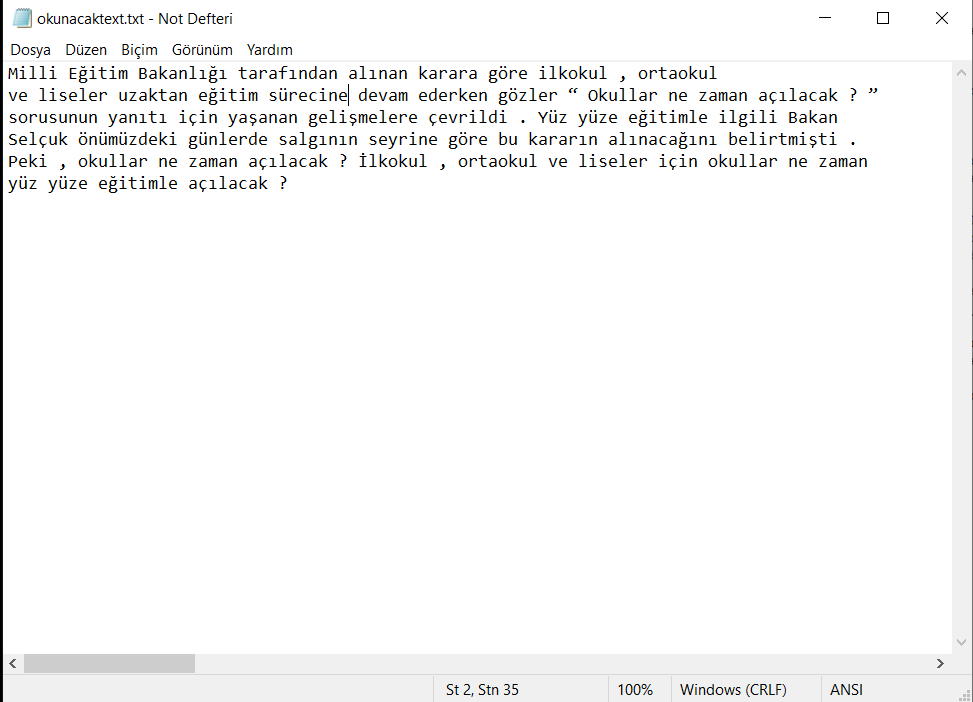 okunacaktext.txt - Not Defteri
Dosya Düzen Biçim Görünüm Yardım
Milli Eğitim Bakanlığı tarafından alınan karara göre ilkokul , ortaokul
ve liseler uzaktan eğitim sürecine devam ederken gözler “ Okullar ne zaman açılacak ? ”
sorusunun yanıtı için yaşanan gelişmelere çevrildi . Yüz yüze eğitimle ilgili Bakan
Selçuk önümüzdeki günlerde salgının seyrine göre bu kararın alınacağını belirtmişti .
Peki , okullar ne zaman açılacak ? İlkokul , ortaokul ve liseler için okullar ne zaman
yüz yüze eğitimle açılacak ?
St 2, Stn 35 100% Windows (CRLF) ANSI